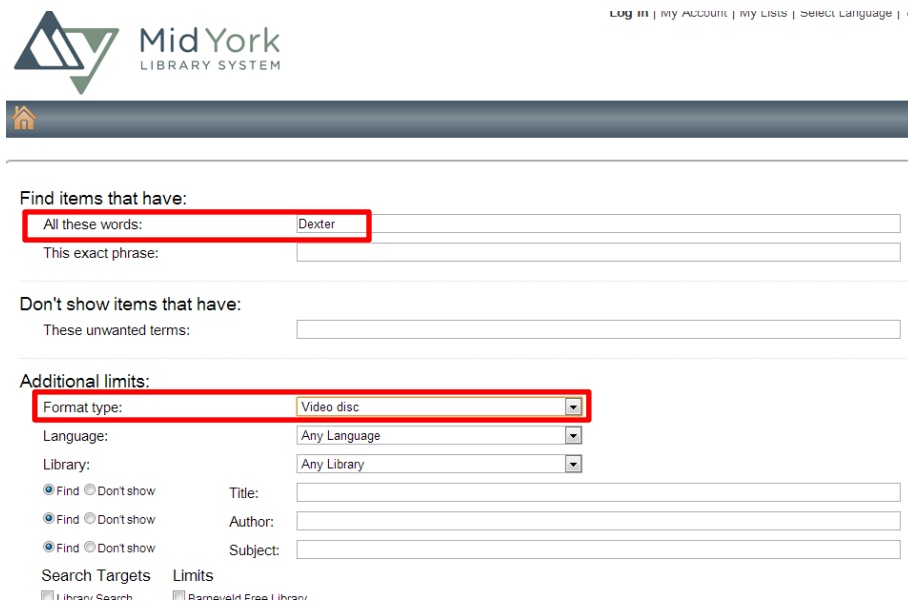 Log In | My Account | My Lists | Select Language |
Mid York
LIBRARY SYSTEM
Find items that have:
All these words: Dexter
This exact phrase:
Don't show items that have:
These unwanted terms:
Additional limits:
Format type: Video disc
Language: Any Language
Library: Any Library
Find Don't show Title:
Find Don't show Author:
Find Don't show Subject:
Search Targets Limits
Library Search Barneveld Free Library